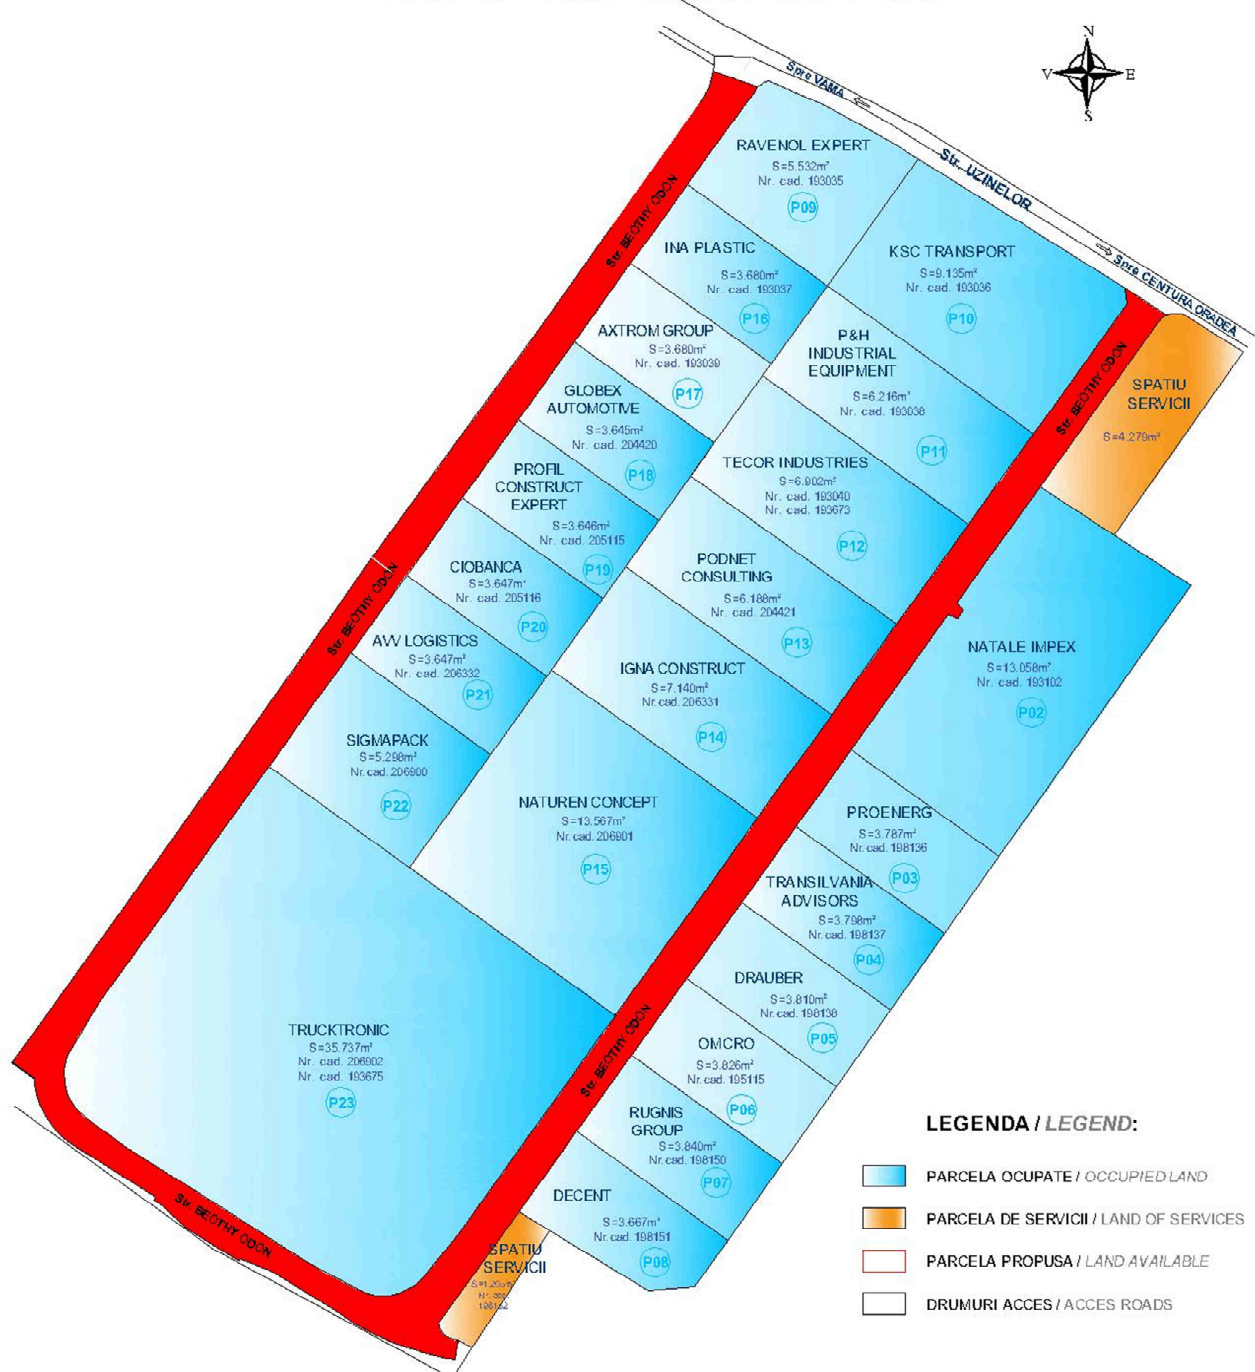 N
V
E
S
Spre VAMA
Str. UZINELOR
Spre CENTURA ORADEA
Str. BEOTHY ODON
Str. BEOTHY ODON
Str. BEOTHY ODON
Str. BEOTHY ODON
Str. BEOTHY ODON
RAVENOL EXPERT
S=5.532m²
Nr. cad. 193035
P09
KSC TRANSPORT
S=9.135m²
Nr. cad. 193036
P10
INA PLASTIC
S=3.680m²
Nr. cad. 193037
P16
AXTROM GROUP
S=3.680m²
Nr. cad. 193039
P17
P&H
INDUSTRIAL
EQUIPMENT
S=6.216m²
Nr. cad. 193038
P11
SPATIU
SERVICII
S=4.279m²
GLOBEX
AUTOMOTIVE
S=3.645m²
Nr. cad. 204420
P18
TECOR INDUSTRIES
S=6.902m²
Nr. cad. 193040
Nr. cad. 193673
P12
PROFIL
CONSTRUCT
EXPERT
S=3.646m²
Nr. cad. 205115
P19
CIOBANCA
S=3.647m²
Nr. cad. 205116
P20
PODNET
CONSULTING
S=6.188m²
Nr. cad. 204421
P13
AVV LOGISTICS
S=3.647m²
Nr. cad. 206332
P21
IGNA CONSTRUCT
S=7.140m²
Nr. cad. 206331
P14
NATALE IMPEX
S=13.058m²
Nr. cad. 193102
P02
SIGMAPACK
S=5.298m²
Nr. cad. 206900
P22
NATUREN CONCEPT
S=13.567m²
Nr. cad. 206901
P15
PROENERG
S=3.787m²
Nr. cad. 198136
P03
TRANSILVANIA
ADVISORS
S=3.798m²
Nr. cad. 198137
P04
DRAUBER
S=3.810m²
Nr. cad. 198138
P05
TRUCKTRONIC
S=35.737m²
Nr. cad. 206902
Nr. cad. 193675
P23
OMCRO
S=3.826m²
Nr. cad. 195115
P06
RUGNIS
GROUP
S=3.840m²
Nr. cad. 198150
P07
DECENT
S=3.667m²
Nr. cad. 198151
P08
SPATIU
SERVICII
LEGENDA / LEGEND:
PARCELA OCUPATE / OCCUPIED LAND
PARCELA DE SERVICII / LAND OF SERVICES
PARCELA PROPUSA / LAND AVAILABLE
DRUMURI ACCES / ACCES ROADS